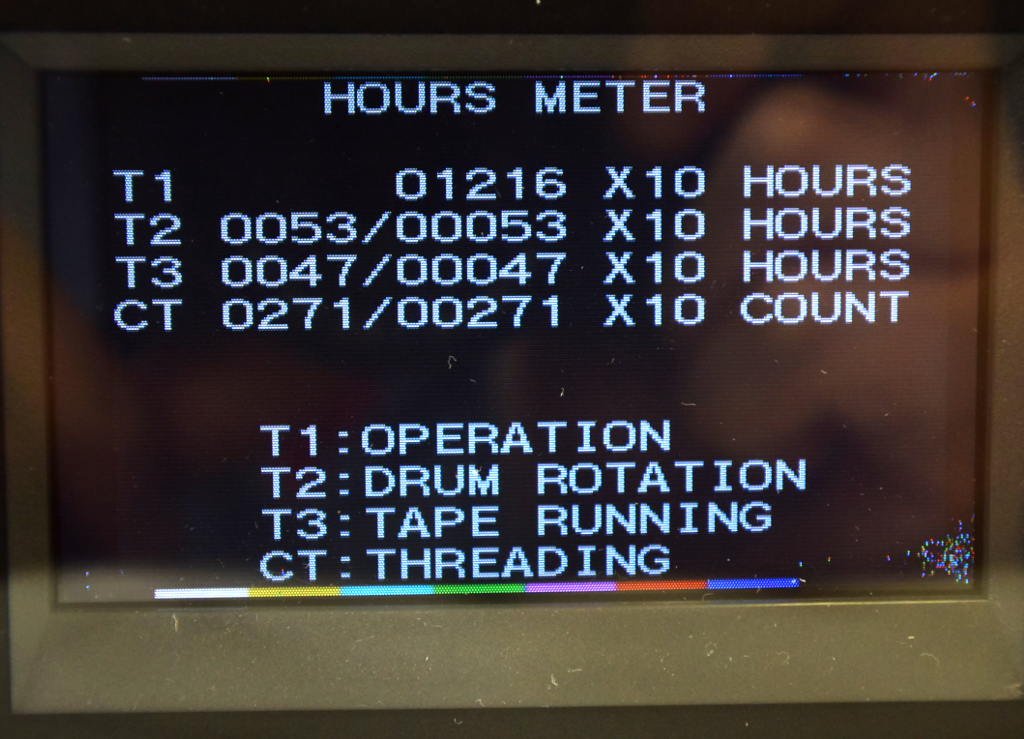 HOURS METER
T1 01216 X10 HOURS
T2 0053/00053 X10 HOURS
T3 0047/00047 X10 HOURS
CT 0271/00271 X10 COUNT
T1:OPERATION
T2:DRUM ROTATION
T3:TAPE RUNNING
CT:THREADING